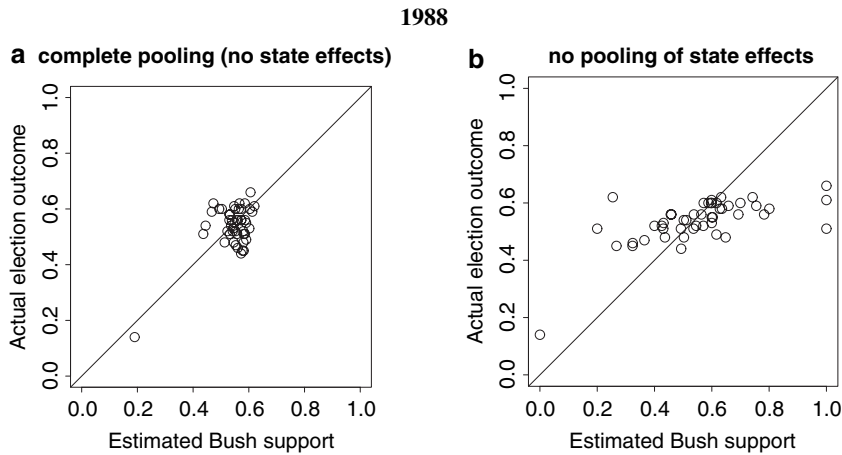 1988
a complete pooling (no state effects)
Actual election outcome
1.0
0.8
0.6
0.4
0.2
0.0
0.0 0.2 0.4 0.6 0.8 1.0
Estimated Bush support
b no pooling of state effects
Actual election outcome
1.0
0.8
0.6
0.4
0.2
0.0
0.0 0.2 0.4 0.6 0.8 1.0
Estimated Bush support